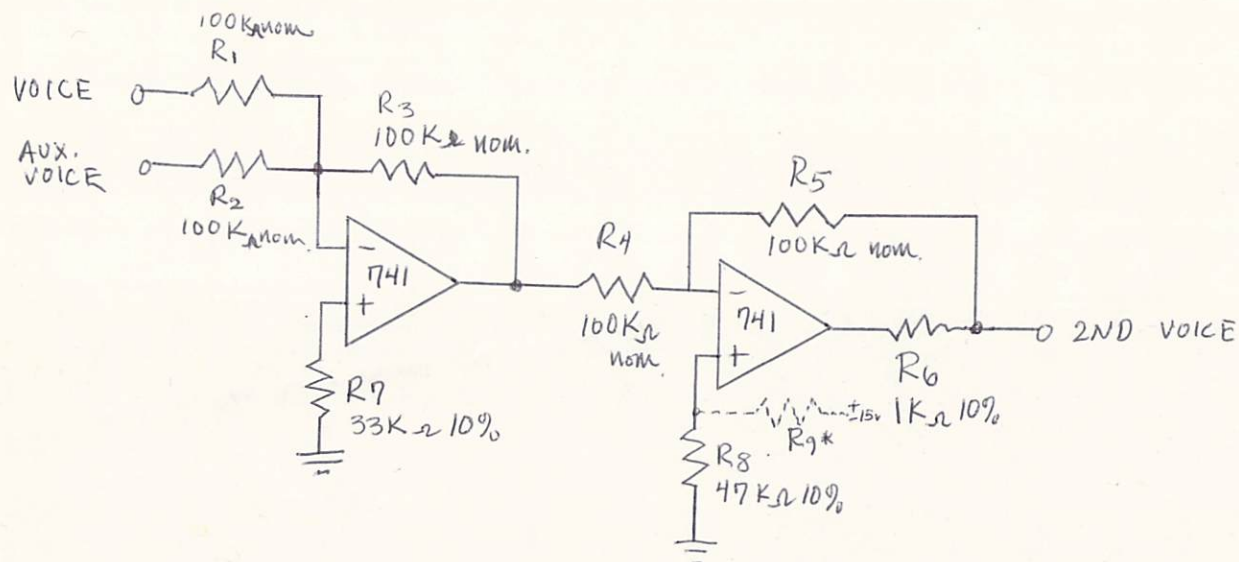 100KΩ nom
R1
VOICE
AUX.
VOICE
R2
100KΩ nom.
R3
100KΩ nom.
-
741
+
R7
33KΩ 10%
R4
100KΩ
nom.
R5
100KΩ nom.
-
741
+
2ND VOICE
R6
1KΩ 10%
±15v
R9*
R8
47KΩ 10%